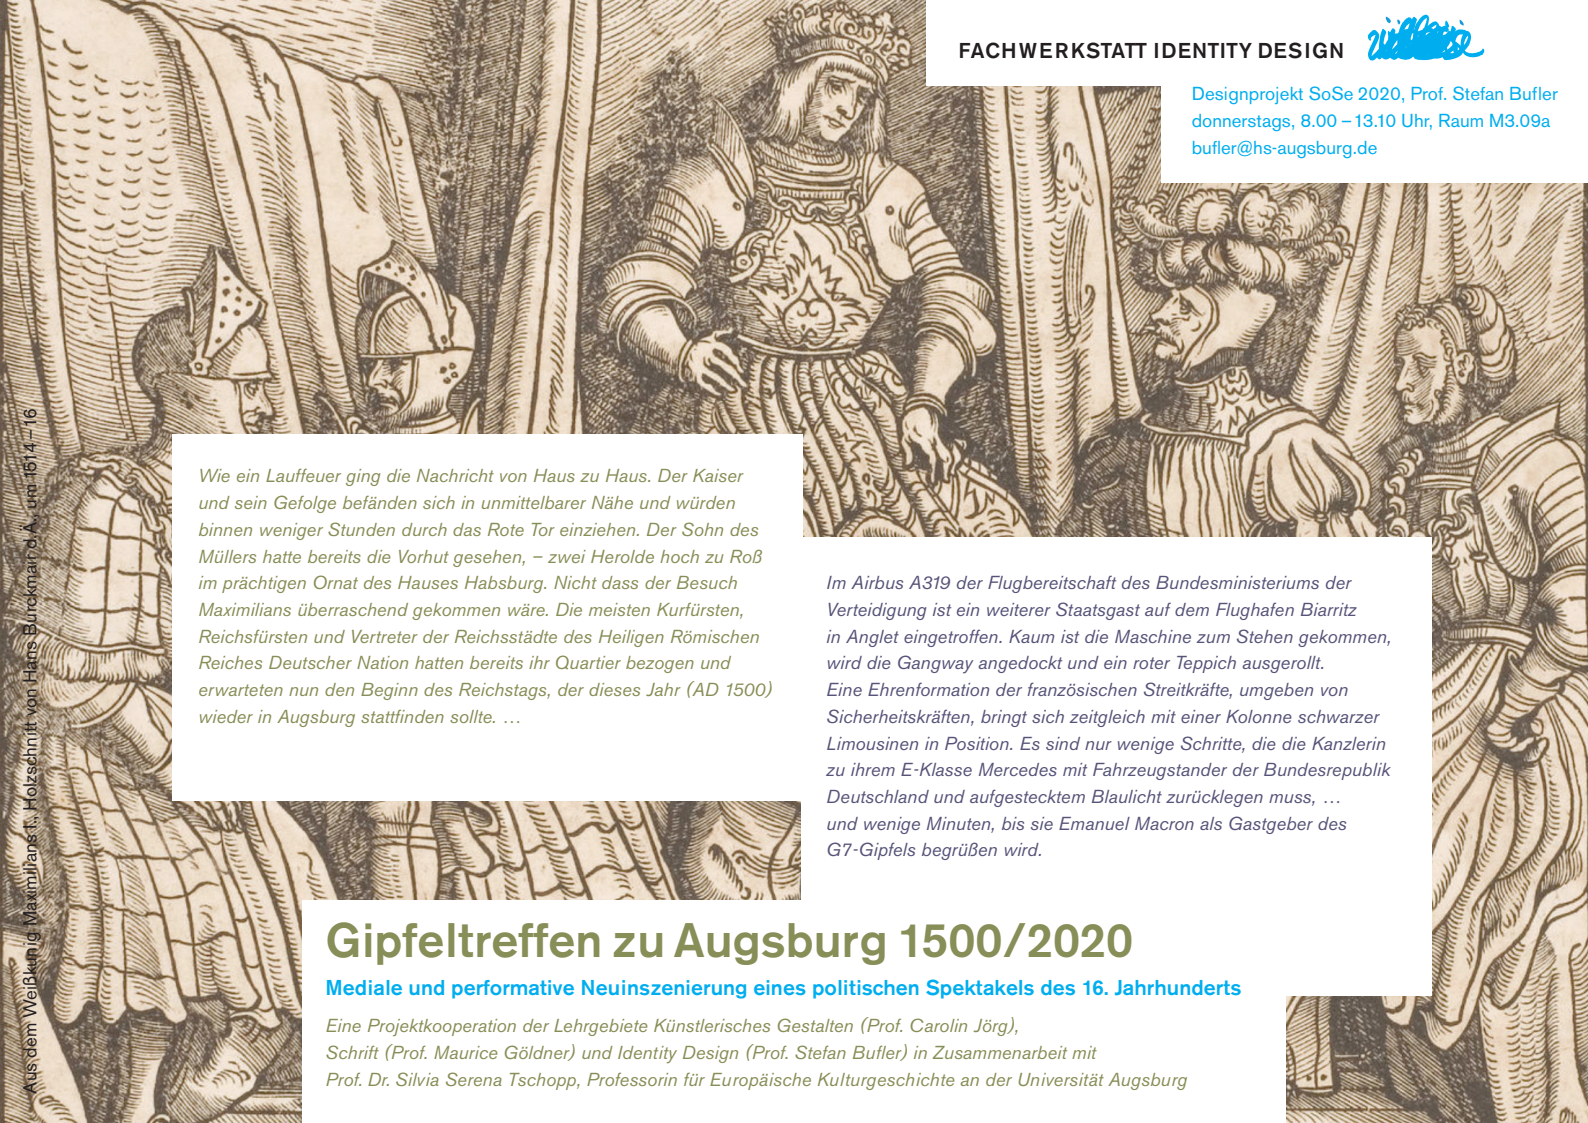 FACHWERKSTATT IDENTITY DESIGN
Designprojekt SoSe 2020, Prof. Stefan Bufler
donnerstags, 8.00 – 13.10 Uhr, Raum M3.09a
bufler@hs-augsburg.de
Wie ein Lauffeuer ging die Nachricht von Haus zu Haus. Der Kaiser
und sein Gefolge befänden sich in unmittelbarer Nähe und würden
binnen weniger Stunden durch das Rote Tor einziehen. Der Sohn des
Müllers hatte bereits die Vorhut gesehen, – zwei Herolde hoch zu Roß
im prächtigen Ornat des Hauses Habsburg. Nicht dass der Besuch
Maximilians überraschend gekommen wäre. Die meisten Kurfürsten,
Reichsfürsten und Vertreter der Reichsstädte des Heiligen Römischen
Reiches Deutscher Nation hatten bereits ihr Quartier bezogen und
erwarteten nun den Beginn des Reichstags, der dieses Jahr (AD 1500)
wieder in Augsburg stattfinden sollte. …
Im Airbus A319 der Flugbereitschaft des Bundesministeriums der
Verteidigung ist ein weiterer Staatsgast auf dem Flughafen Biarritz
in Anglet eingetroffen. Kaum ist die Maschine zum Stehen gekommen,
wird die Gangway angedockt und ein roter Teppich ausgerollt.
Eine Ehrenformation der französischen Streitkräfte, umgeben von
Sicherheitskräften, bringt sich zeitgleich mit einer Kolonne schwarzer
Limousinen in Position. Es sind nur wenige Schritte, die die Kanzlerin
zu ihrem E-Klasse Mercedes mit Fahrzeugstander der Bundesrepublik
Deutschland und aufgestecktem Blaulicht zurücklegen muss, …
und wenige Minuten, bis sie Emanuel Macron als Gastgeber des
G7-Gipfels begrüßen wird.
Gipfeltreffen zu Augsburg 1500/2020
Mediale und performative Neuinszenierung eines politischen Spektakels des 16. Jahrhunderts
Eine Projektkooperation der Lehrgebiete Künstlerisches Gestalten (Prof. Carolin Jörg),
Schrift (Prof. Maurice Göldner) und Identity Design (Prof. Stefan Bufler) in Zusammenarbeit mit
Prof. Dr. Silvia Serena Tschopp, Professorin für Europäische Kulturgeschichte an der Universität Augsburg
Aus dem Weißkunig Maximilians I., Holzschnitt von Hans Burckmair d.Ä., um 1514–16